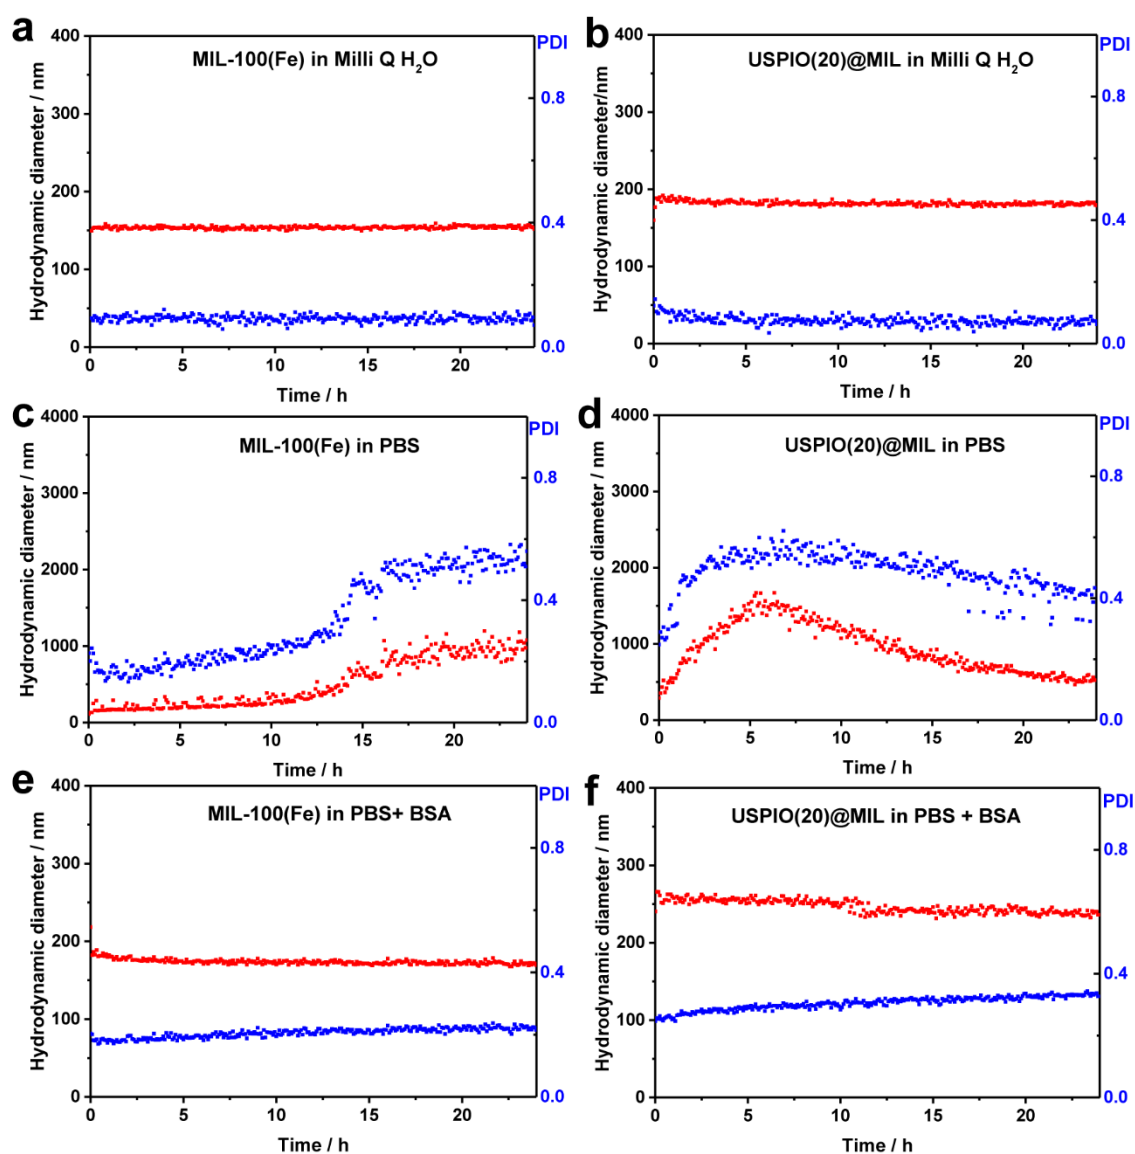 a
MIL-100(Fe) in Milli Q H₂O
PDI
Hydrodynamic diameter / nm
400
300
200
100
0
0.8
0.4
0.0
0 5 10 15 20
Time / h
b
USPIO(20)@MIL in Milli Q H₂O
PDI
Hydrodynamic diameter/nm
400
300
200
100
0
0.8
0.4
0.0
0 5 10 15 20
Time / h
c
MIL-100(Fe) in PBS
PDI
Hydrodynamic diameter / nm
4000
3000
2000
1000
0
0.8
0.4
0.0
0 5 10 15 20
Time / h
d
USPIO(20)@MIL in PBS
PDI
Hydrodynamic diameter / nm
4000
3000
2000
1000
0
0.8
0.4
0.0
0 5 10 15 20
Time / h
e
MIL-100(Fe) in PBS+ BSA
PDI
Hydrodynamic diameter / nm
400
300
200
100
0
0.8
0.4
0.0
0 5 10 15 20
Time / h
f
USPIO(20)@MIL in PBS + BSA
PDI
Hydrodynamic diameter / nm
400
300
200
100
0
0.8
0.4
0.0
0 5 10 15 20
Time / h